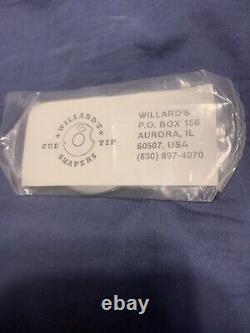 WILLARD'S
CUE TIP
SHAPERS
WILLARD'S
P.O. BOX 156
AURORA, IL
60507, USA
(630) 897-4070